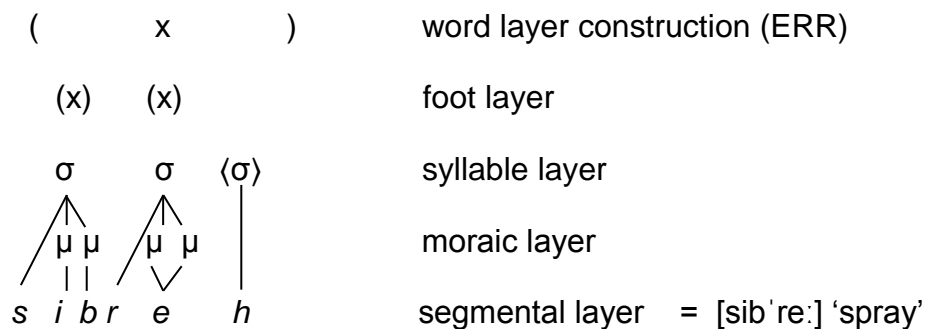 ( x ) word layer construction (ERR)
(x) (x) foot layer
σ σ ⟨σ⟩ syllable layer
μ μ μ μ moraic layer
s i b r e h segmental layer = [sibˈreː] ‘spray’